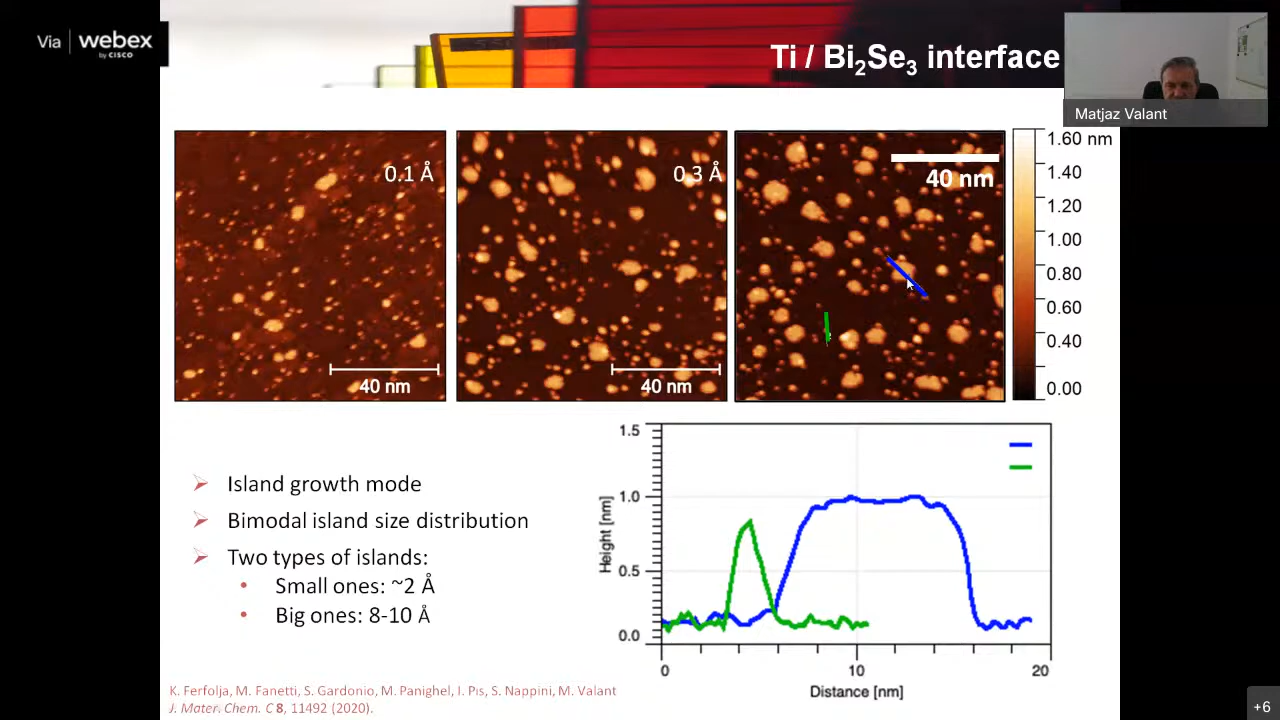 Via webex
by CISCO
Ti / Bi2Se3 interface
Matjaz Valant
0.1 Å
40 nm
0.3 Å
40 nm
40 nm
1.60 nm
1.40
1.20
1.00
0.80
0.60
0.40
0.00
Island growth mode
Bimodal island size distribution
Two types of islands:
Small ones: ~2 Å
Big ones: 8-10 Å
1.5
1.0
0.5
0.0
Height [nm]
0
10
20
Distance [nm]
K. Ferfolja, M. Fanetti, S. Gardonio, M. Panighel, I. Pis, S. Nappini, M. Valant
J. Mater. Chem. C 8, 11492 (2020).
+6